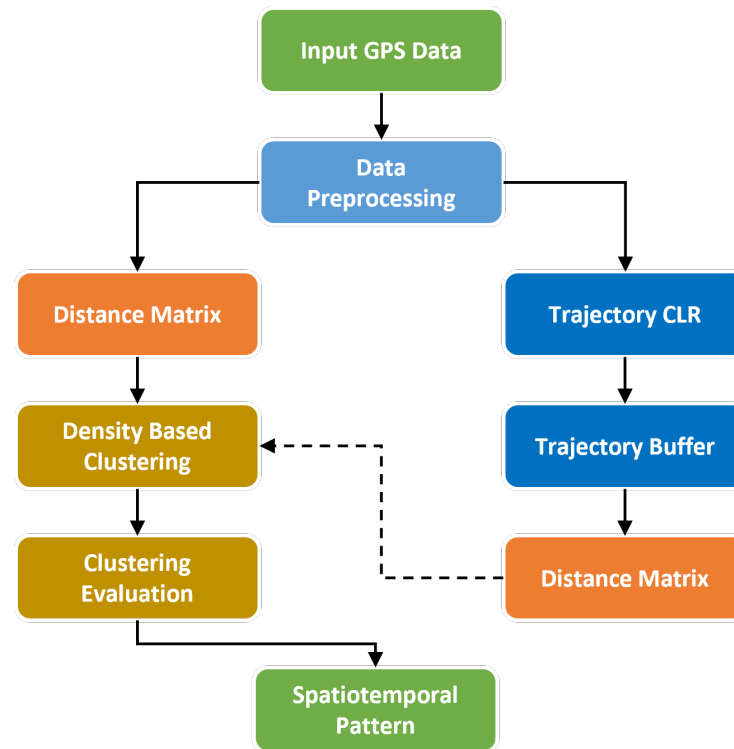 Input GPS Data
Data
Preprocessing
Distance Matrix
Trajectory CLR
Density Based
Clustering
Trajectory Buffer
Clustering
Evaluation
Distance Matrix
Spatiotemporal
Pattern